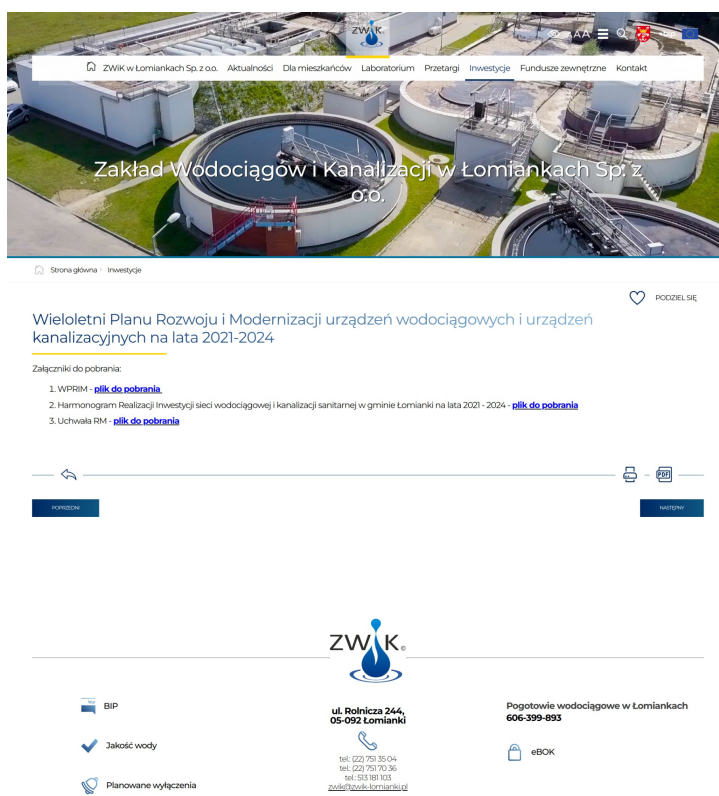 ZWiK
A A A
bip
ZWiK w Łomiankach Sp. z o.o. Aktualności Dla mieszkańców Laboratorium Przetargi Inwestycje Fundusze zewnętrzne Kontakt
Zakład Wodociągów i Kanalizacji w Łomiankach Sp. z
o.o.
Strona główna Inwestycje
PODZIEL SIĘ
Wieloletni Planu Rozwoju i Modernizacji urządzeń wodociągowych i urządzeń
kanalizacyjnych na lata 2021-2024
Załączniki do pobrania:
1. WPRIM - plik do pobrania
2. Harmonogram Realizacji Inwestycji sieci wodociągowej i kanalizacji sanitarnej w gminie Łomianki na lata 2021 - 2024 - plik do pobrania
3. Uchwała RM - plik do pobrania
PDF
POPRZEDNI
NASTĘPNY
ZWiK©
BIP
Jakość wody
Planowane wyłączenia
ul. Rolnicza 244,
05-092 Łomianki
tel.: (22) 751 35 04
tel.: (22) 751 70 36
tel.: 513 181 103
zwik@zwik-lomianki.pl
Pogotowie wodociągowe w Łomiankach
606-399-893
eBOK